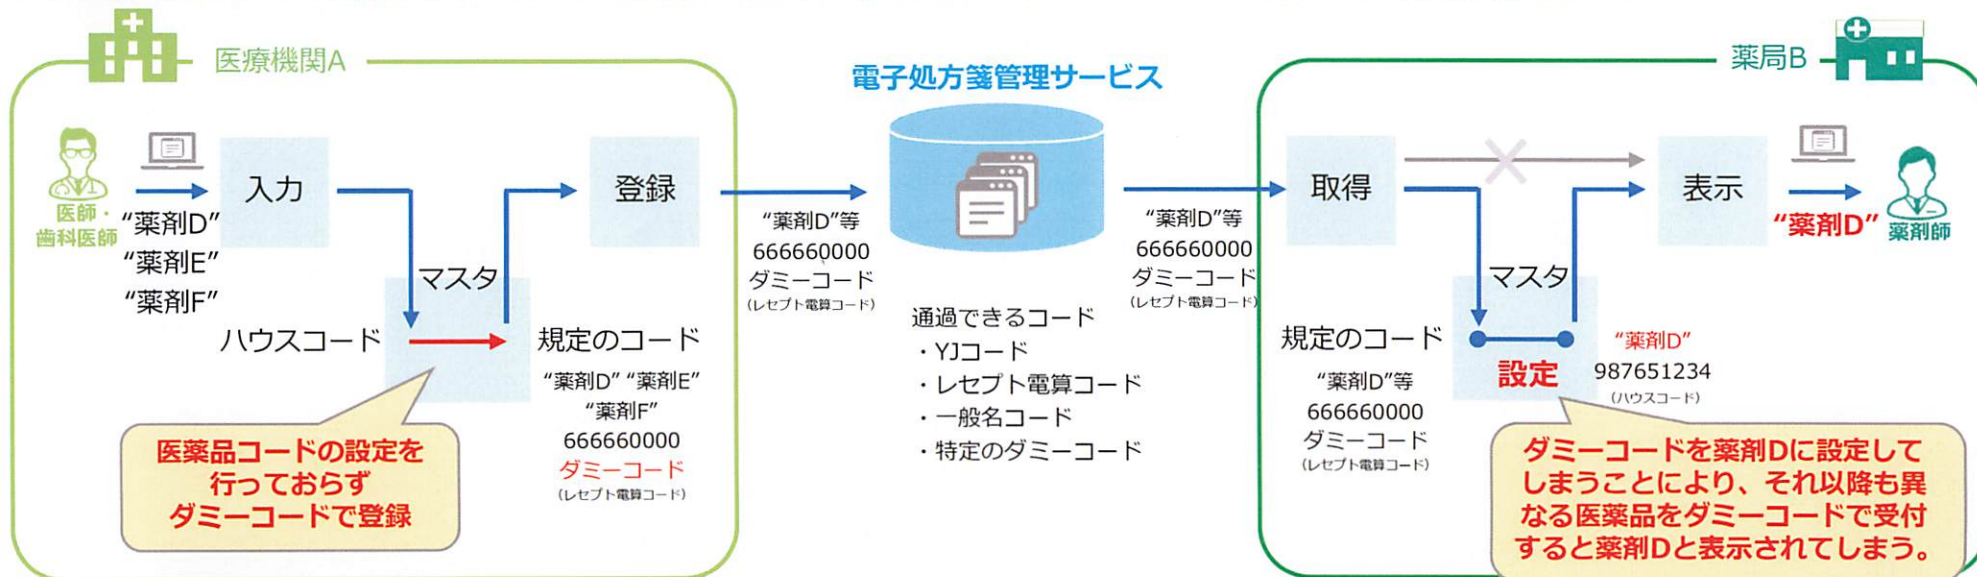 医療機関A
医師・
歯科医師
“薬剤D”
“薬剤E”
“薬剤F”
入力
マスタ
ハウスコード
規定のコード
“薬剤D” “薬剤E”
“薬剤F”
666660000
ダミーコード
(レセプト電算コード)
医薬品コードの設定を
行っておらず
ダミーコードで登録
登録
“薬剤D”等
666660000
ダミーコード
(レセプト電算コード)
電子処方箋管理サービス
通過できるコード
・YJコード
・レセプト電算コード
・一般名コード
・特定のダミーコード
“薬剤D”等
666660000
ダミーコード
(レセプト電算コード)
薬局B
取得
マスタ
規定のコード
“薬剤D”等
666660000
ダミーコード
(レセプト電算コード)
設定
“薬剤D”
987651234
(ハウスコード)
表示
“薬剤D”
薬剤師
ダミーコードを薬剤Dに設定して
しまうことにより、それ以降も異
なる医薬品をダミーコードで受付
すると薬剤Dと表示されてしまう。